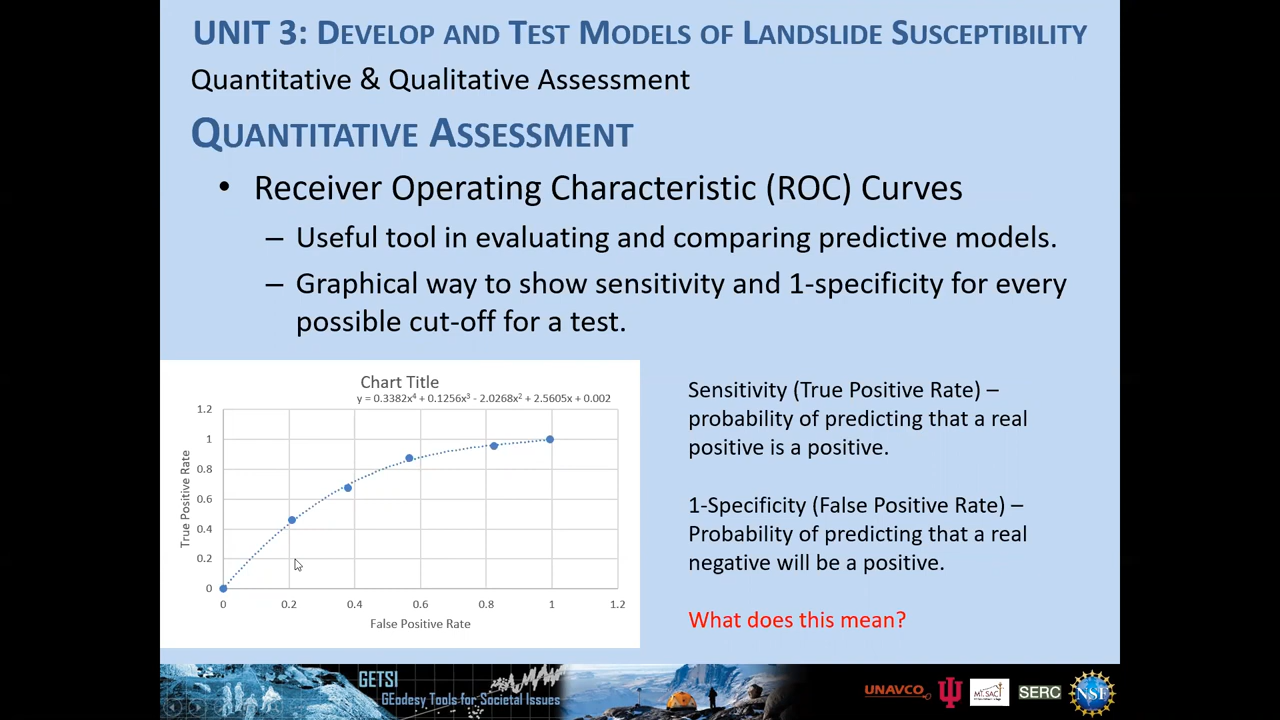 UNIT 3: DEVELOP AND TEST MODELS OF LANDSLIDE SUSCEPTIBILITY
Quantitative & Qualitative Assessment
QUANTITATIVE ASSESSMENT
• Receiver Operating Characteristic (ROC) Curves
– Useful tool in evaluating and comparing predictive models.
– Graphical way to show sensitivity and 1-specificity for every
possible cut-off for a test.
Chart Title
y = 0.3382x⁴ + 0.1256x³ - 2.0268x² + 2.5605x + 0.002
1.2
1
0.8
0.6
0.4
0.2
0
True Positive Rate
0 0.2 0.4 0.6 0.8 1 1.2
False Positive Rate
Sensitivity (True Positive Rate) –
probability of predicting that a real
positive is a positive.
1-Specificity (False Positive Rate) –
Probability of predicting that a real
negative will be a positive.
What does this mean?
GETSI
GEodesy Tools for Societal Issues
UNAVCO
MT. SAC
SERC
NSF